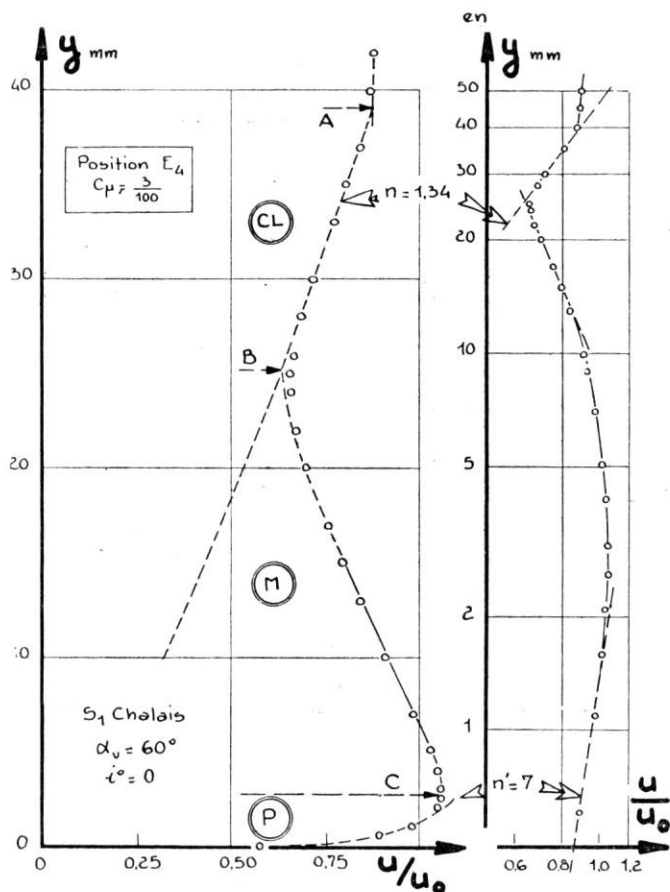 y mm
40
A
Position E4
Cμ = 3/100
CL
n = 1,34
30
B
20
M
10
S1 Chalais
αv = 60°
i° = 0
C
P
n' = 7
0
0 0,25 0,50 0,75 u/u0
en
y mm
50
40
30
20
10
5
2
1
u/u0
0.6 0.8 1.0 1.2